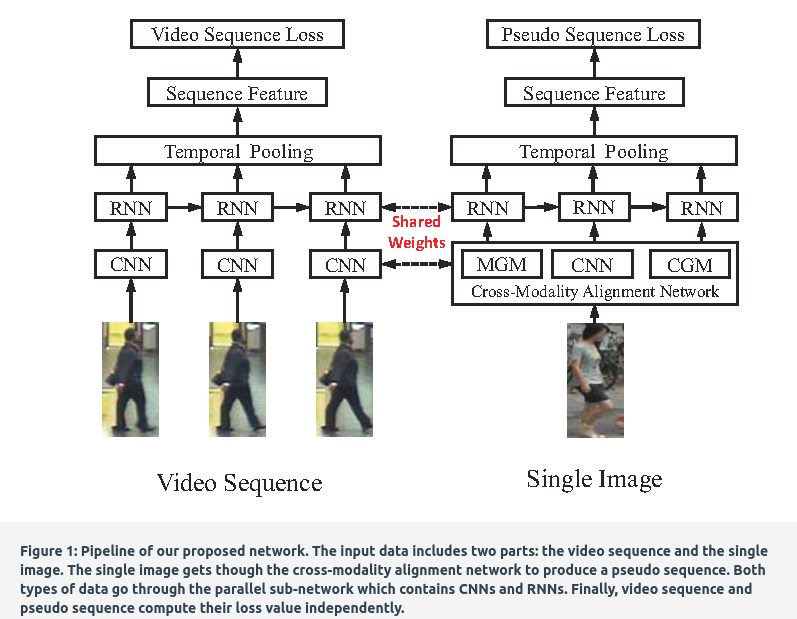 Video Sequence Loss
Pseudo Sequence Loss
Sequence Feature
Sequence Feature
Temporal Pooling
Temporal Pooling
RNN
RNN
RNN
RNN
RNN
RNN
Shared
Weights
CNN
CNN
CNN
MGM
CNN
CGM
Cross-Modality Alignment Network
Video Sequence
Single Image
Figure 1: Pipeline of our proposed network. The input data includes two parts: the video sequence and the single
image. The single image gets though the cross-modality alignment network to produce a pseudo sequence. Both
types of data go through the parallel sub-network which contains CNNs and RNNs. Finally, video sequence and
pseudo sequence compute their loss value independently.